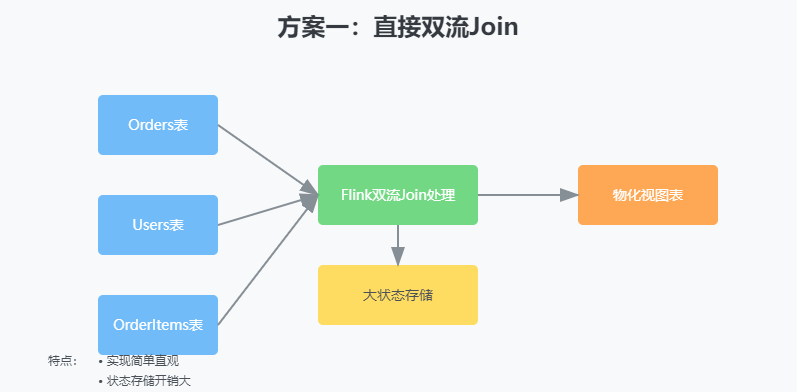 方案一：直接双流Join
Orders表
Users表
OrderItems表
Flink双流Join处理
大状态存储
物化视图表
特点： • 实现简单直观
• 状态存储开销大